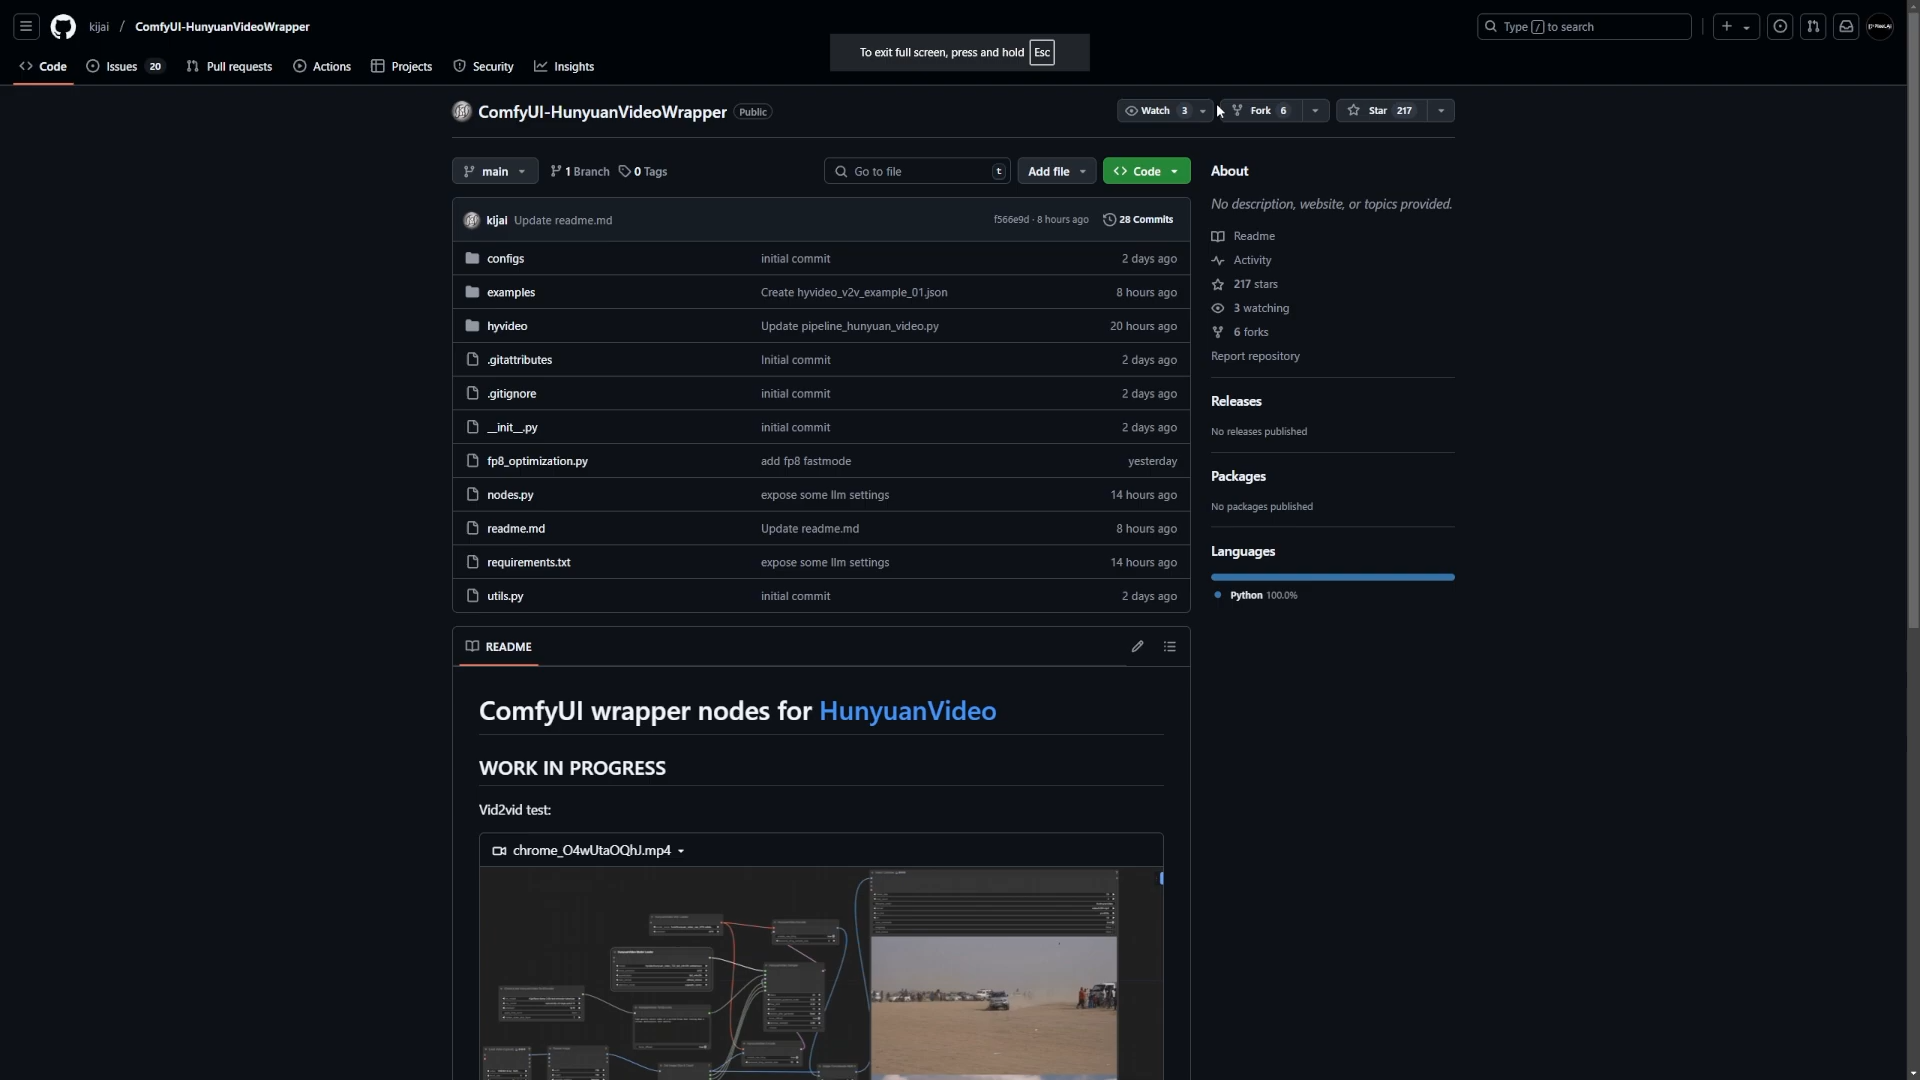 kijai / ComfyUI-HunyuanVideoWrapper
Type / to search
To exit full screen, press and hold Esc
Code Issues 20 Pull requests Actions Projects Security Insights
ComfyUI-HunyuanVideoWrapper Public
Watch 3 Fork 6 Star 217
main 1 Branch 0 Tags Go to file t Add file Code
kijai Update readme.md f566e9d · 8 hours ago 28 Commits
configs initial commit 2 days ago
examples Create hyvideo_v2v_example_01.json 8 hours ago
hyvideo Update pipeline_hunyuan_video.py 20 hours ago
.gitattributes Initial commit 2 days ago
.gitignore initial commit 2 days ago
__init__.py initial commit 2 days ago
fp8_optimization.py add fp8 fastmode yesterday
nodes.py expose some llm settings 14 hours ago
readme.md Update readme.md 8 hours ago
requirements.txt expose some llm settings 14 hours ago
utils.py initial commit 2 days ago
README
ComfyUI wrapper nodes for HunyuanVideo
WORK IN PROGRESS
Vid2vid test:
chrome_O4wUtaOQhJ.mp4
About
No description, website, or topics provided.
Readme
Activity
217 stars
3 watching
6 forks
Report repository
Releases
No releases published
Packages
No packages published
Languages
Python 100.0%